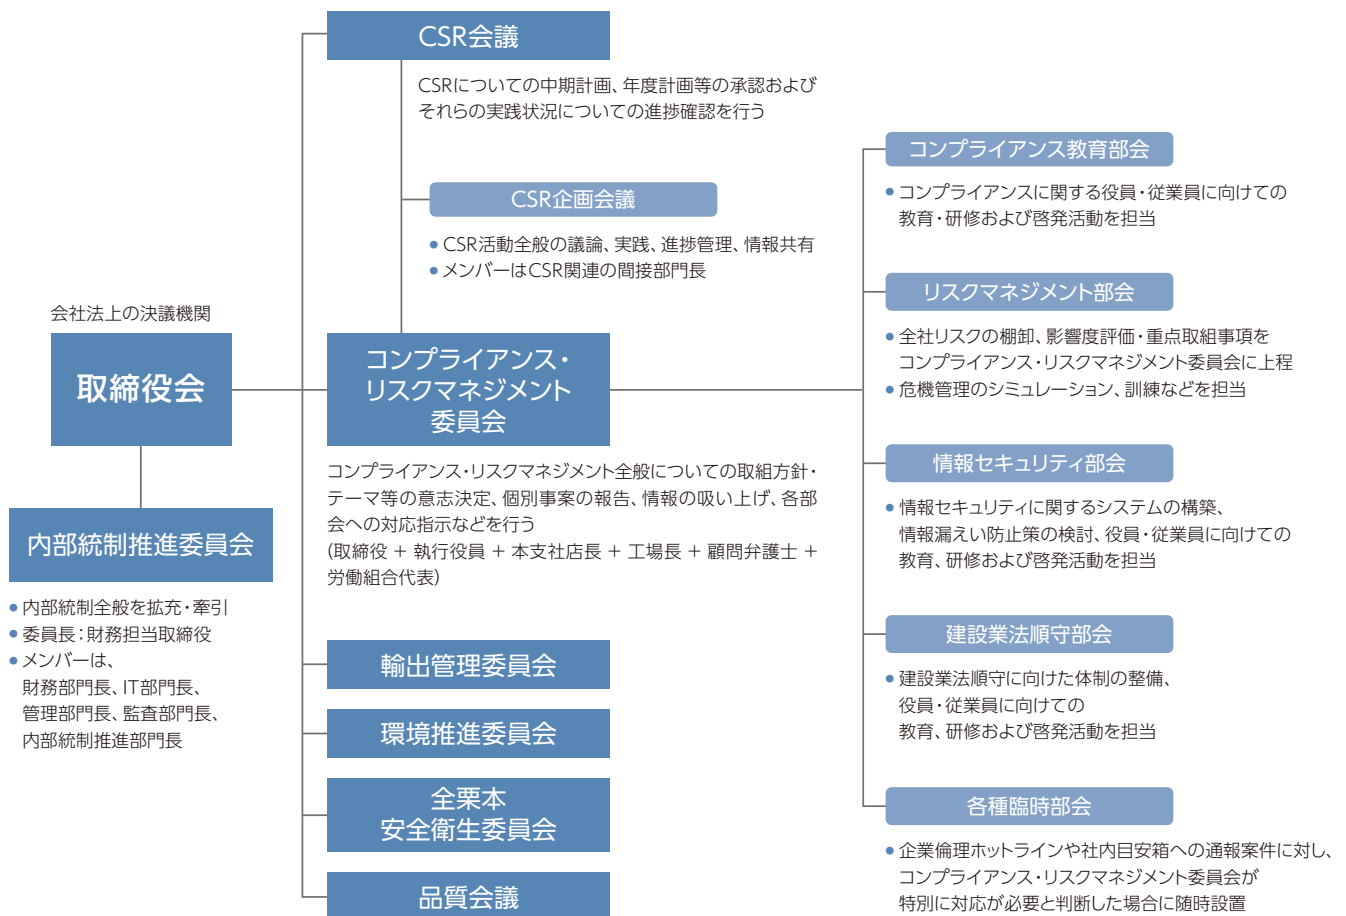 会社法上の決議機関
取締役会
内部統制推進委員会
● 内部統制全般を拡充・牽引
● 委員長：財務担当取締役
● メンバーは、
財務部門長、IT部門長、
管理部門長、監査部門長、
内部統制推進部門長
CSR会議
CSRについての中期計画、年度計画等の承認および
それらの実践状況についての進捗確認を行う
CSR企画会議
● CSR活動全般の議論、実践、進捗管理、情報共有
● メンバーはCSR関連の間接部門長
コンプライアンス・
リスクマネジメント
委員会
コンプライアンス・リスクマネジメント全般についての取組方針・
テーマ等の意志決定、個別事案の報告、情報の吸い上げ、各部
会への対応指示などを行う
(取締役 + 執行役員 + 本支社店長 + 工場長 + 顧問弁護士 +
労働組合代表)
輸出管理委員会
環境推進委員会
全栗本
安全衛生委員会
品質会議
コンプライアンス教育部会
● コンプライアンスに関する役員・従業員に向けての
教育・研修および啓発活動を担当
リスクマネジメント部会
● 全社リスクの棚卸、影響度評価・重点取組事項を
コンプライアンス・リスクマネジメント委員会に上程
● 危機管理のシミュレーション、訓練などを担当
情報セキュリティ部会
● 情報セキュリティに関するシステムの構築、
情報漏えい防止策の検討、役員・従業員に向けての
教育、研修および啓発活動を担当
建設業法順守部会
● 建設業法順守に向けた体制の整備、
役員・従業員に向けての
教育、研修および啓発活動を担当
各種臨時部会
● 企業倫理ホットラインや社内目安箱への通報案件に対し、
コンプライアンス・リスクマネジメント委員会が
特別に対応が必要と判断した場合に随時設置